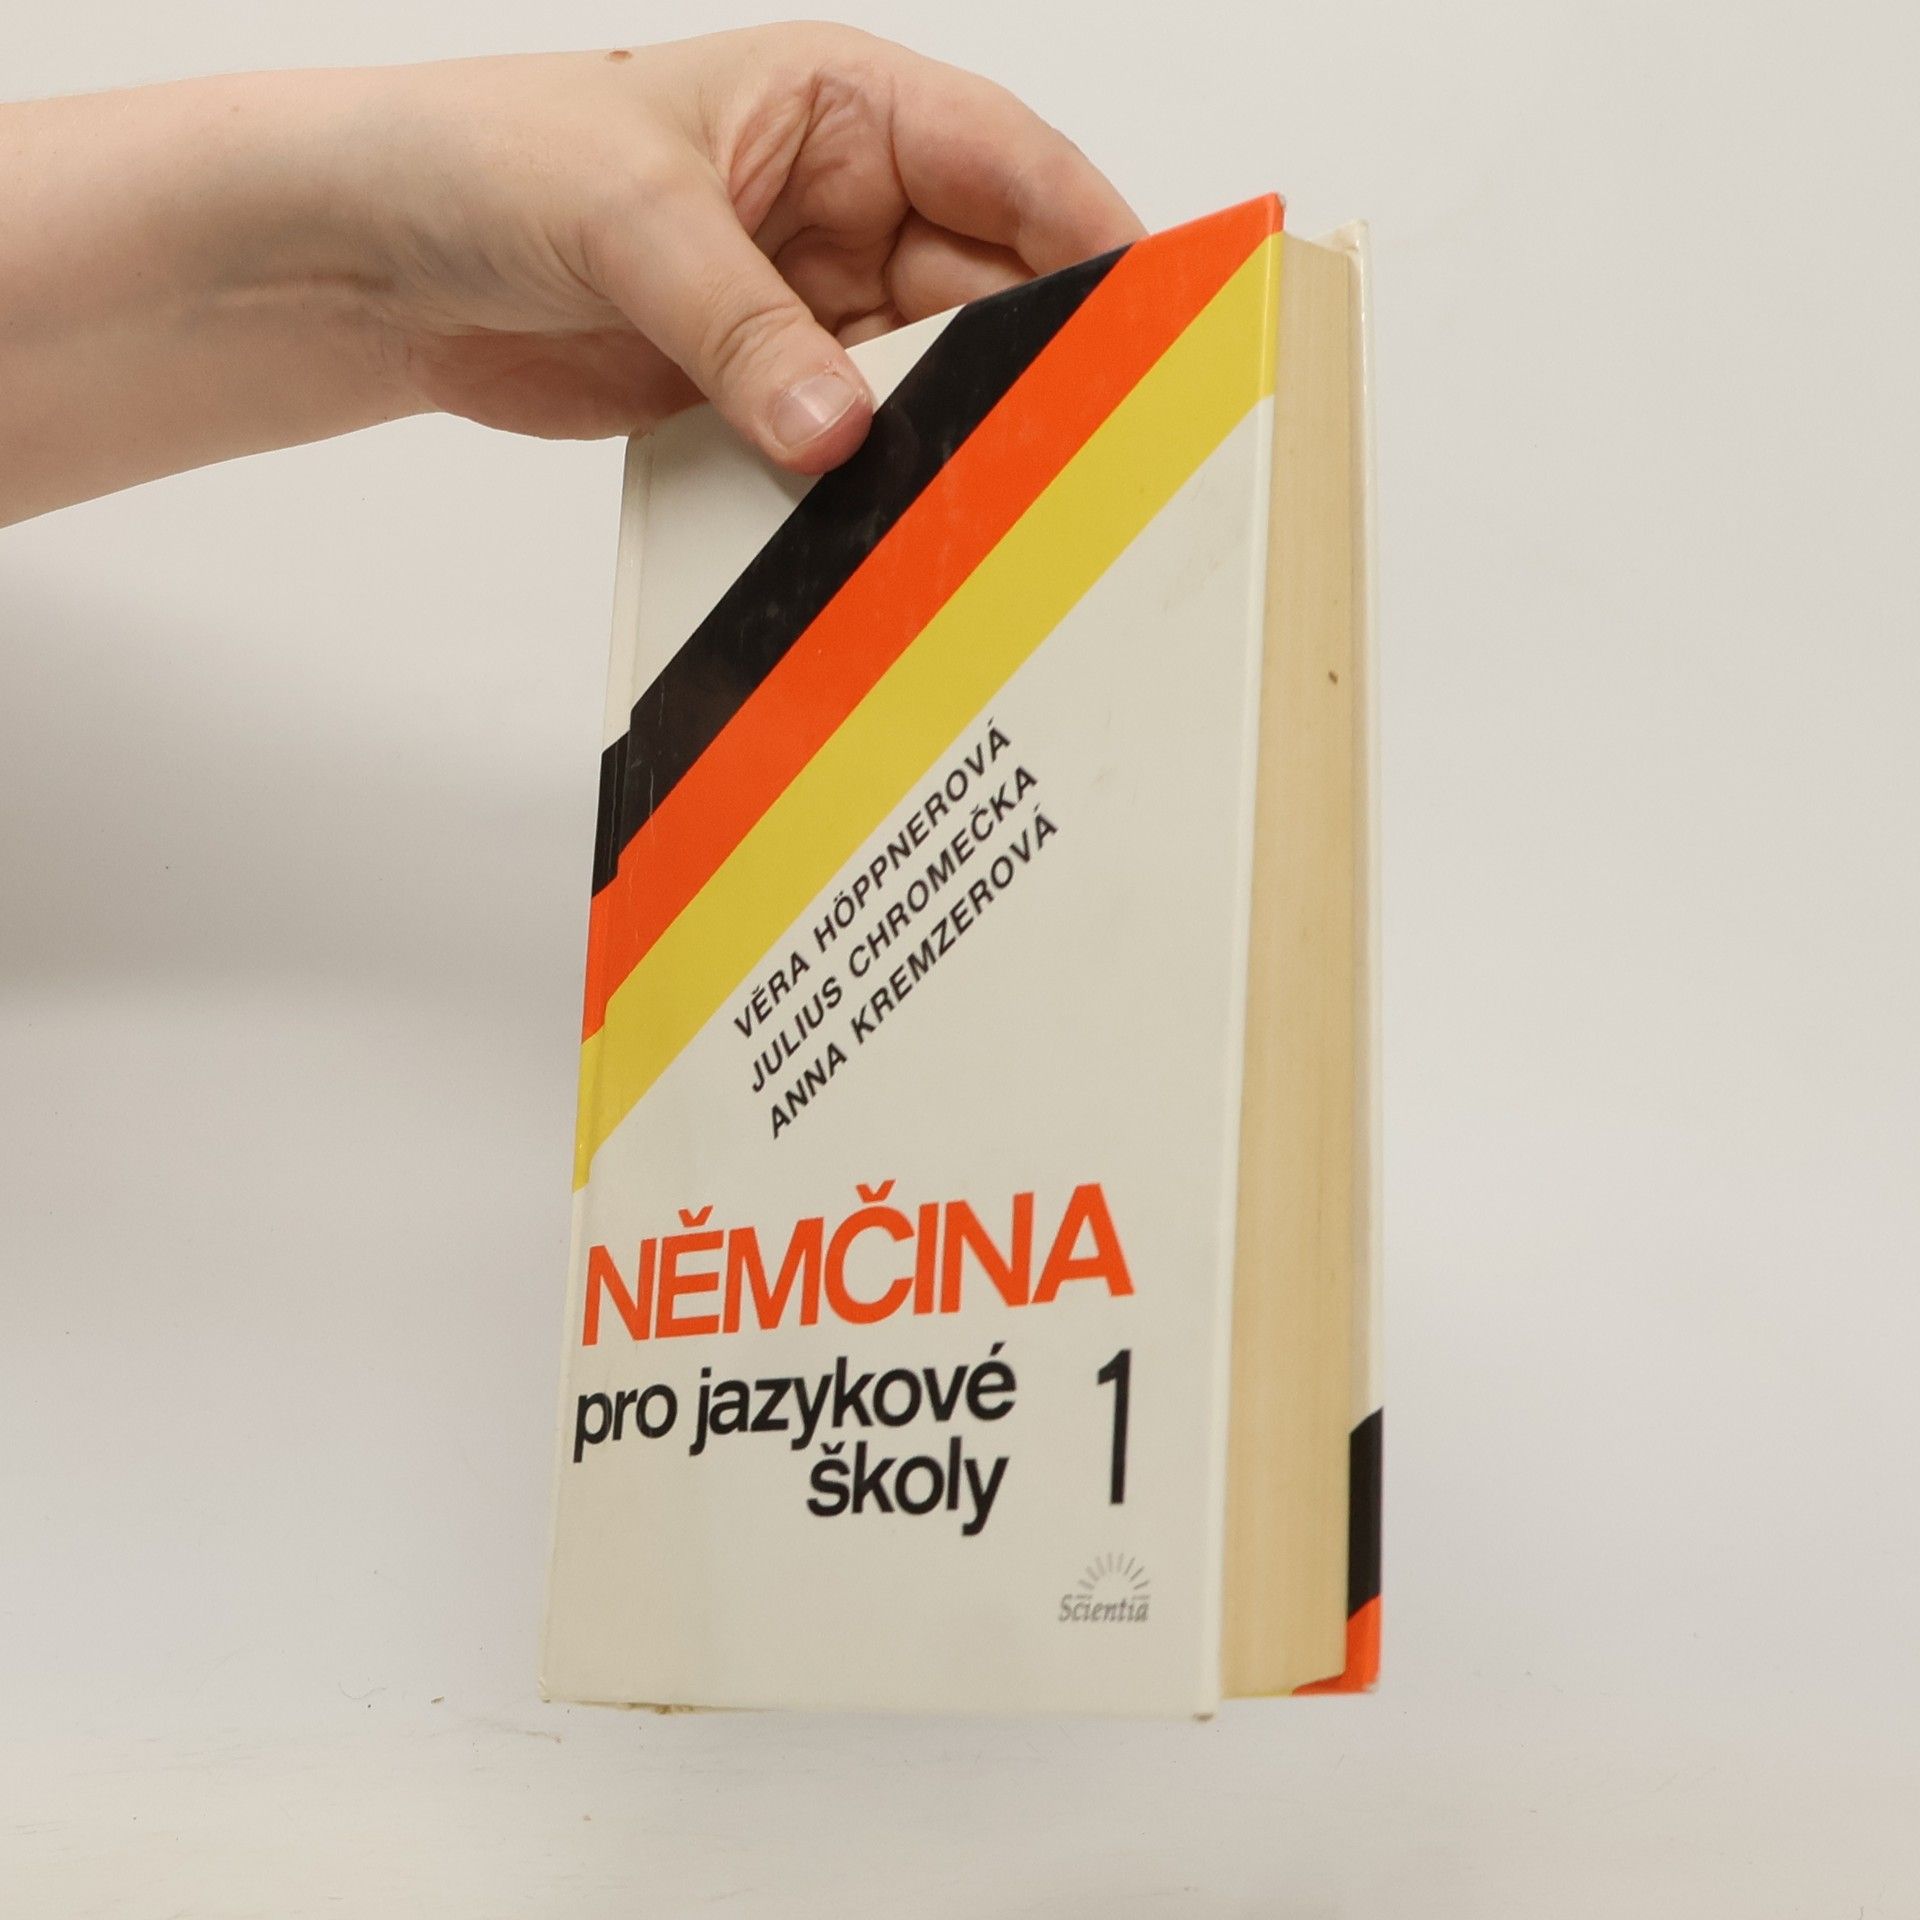 VĚRA HÖPPNEROVÁ
JULIUS CHROMEČKA
ANNA KREMZEROVÁ
NĚMČINA
pro jazykové
školy 1
Scientia